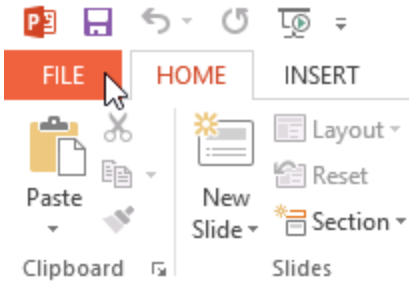 P
FILE HOME INSERT
Paste
New
Slide
Layout
Reset
Section
Clipboard
Slides